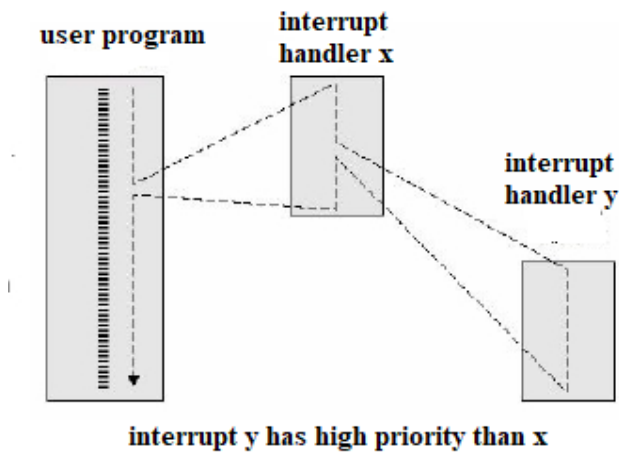 user program
interrupt
handler x
interrupt
handler y
interrupt y has high priority than x